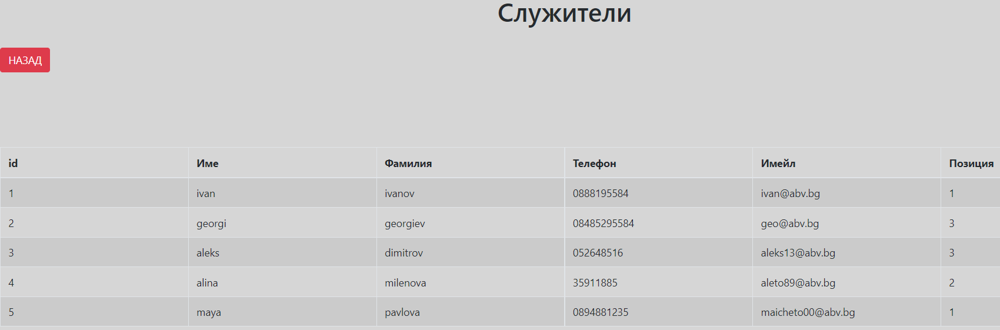 Служители
НАЗАД
id Име Фамилия Телефон Имейл Позиция
1 ivan ivanov 0888195584 ivan@abv.bg 1
2 georgi georgiev 08485295584 geo@abv.bg 3
3 aleks dimitrov 052648516 aleks13@abv.bg 3
4 alina milenova 35911885 aleto89@abv.bg 2
5 maya pavlova 0894881235 maicheto00@abv.bg 1